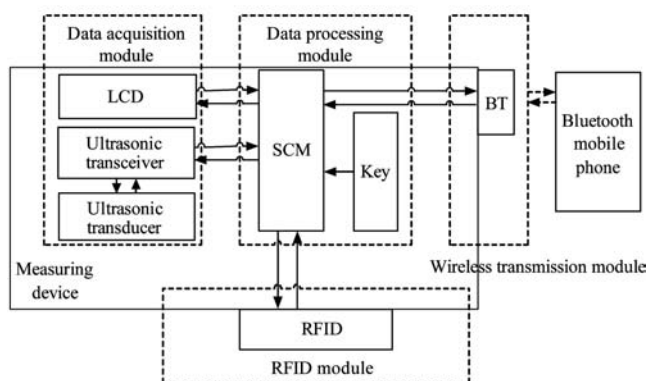 Data acquisition
module
Data processing
module
LCD
Ultrasonic
transceiver
Ultrasonic
transducer
SCM
Key
BT
Bluetooth
mobile
phone
Measuring
device
Wireless transmission module
RFID
RFID module